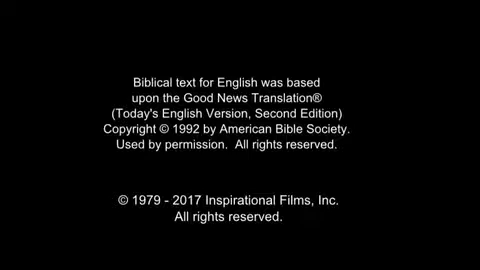 Biblical text for English was based
upon the Good News Translation®
(Today's English Version, Second Edition)
Copyright © 1992 by American Bible Society.
Used by permission.  All rights reserved.
© 1979 - 2017 Inspirational Films, Inc.
All rights reserved.